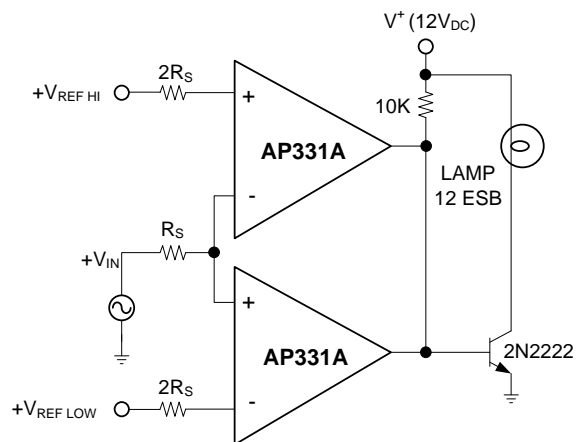 V+ (12VDC)
+VREF HI
2RS
+
AP331A
-
10K
LAMP
12 ESB
+VIN
RS
+
AP331A
-
2N2222
+VREF LOW
2RS